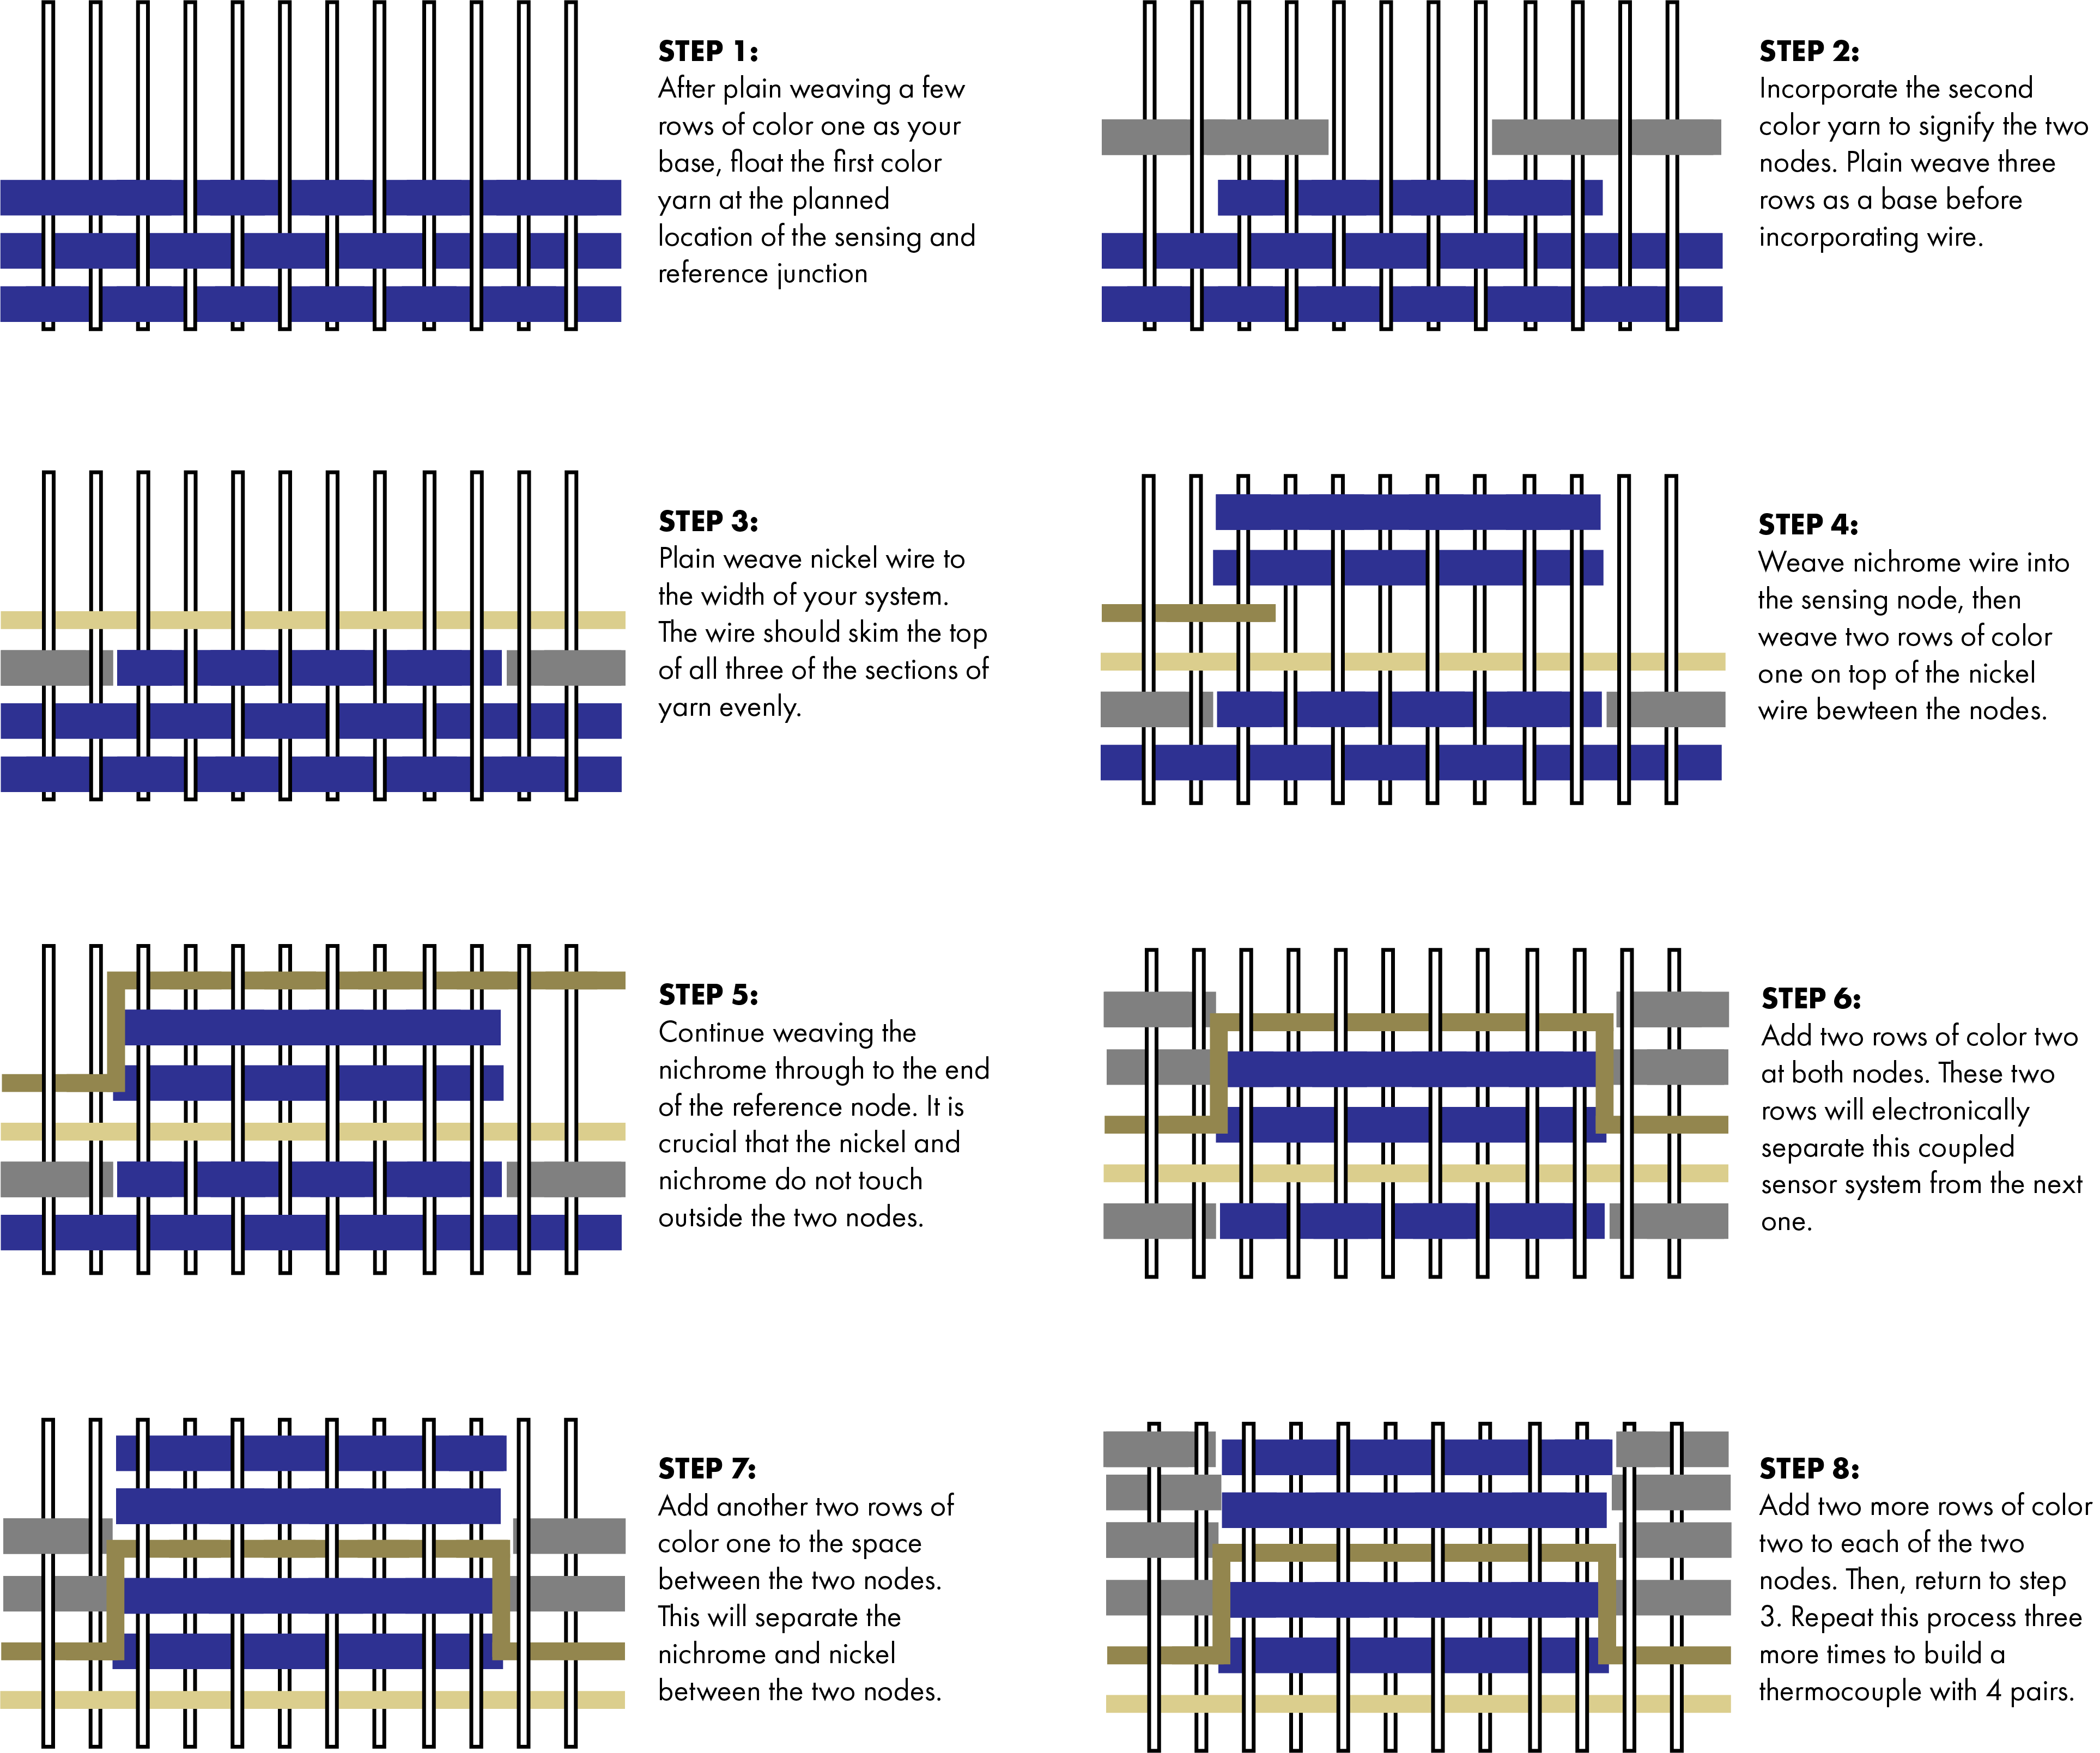 STEP 1:
After plain weaving a few
rows of color one as your
base, float the first color
yarn at the planned
location of the sensing and
reference junction
STEP 2:
Incorporate the second
color yarn to signify the two
nodes. Plain weave three
rows as a base before
incorporating wire.
STEP 3:
Plain weave nickel wire to
the width of your system.
The wire should skim the top
of all three of the sections of
yarn evenly.
STEP 4:
Weave nichrome wire into
the sensing node, then
weave two rows of color
one on top of the nickel
wire bewteen the nodes.
STEP 5:
Continue weaving the
nichrome through to the end
of the reference node. It is
crucial that the nickel and
nichrome do not touch
outside the two nodes.
STEP 6:
Add two rows of color two
at both nodes. These two
rows will electronically
separate this coupled
sensor system from the next
one.
STEP 7:
Add another two rows of
color one to the space
between the two nodes.
This will separate the
nichrome and nickel
between the two nodes.
STEP 8:
Add two more rows of color
two to each of the two
nodes. Then, return to step
3. Repeat this process three
more times to build a
thermocouple with 4 pairs.